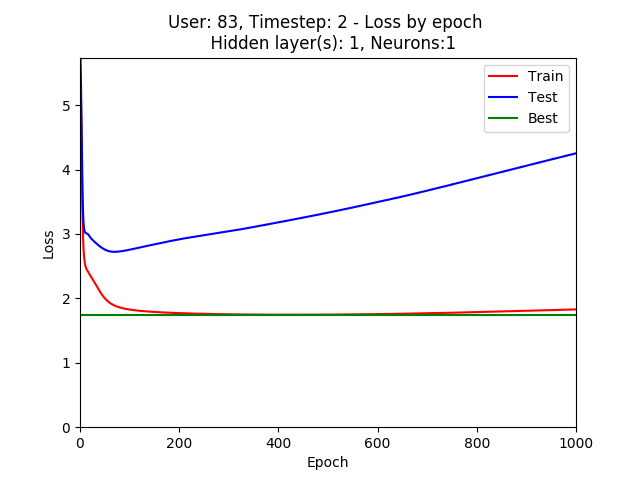 User: 83, Timestep: 2 - Loss by epoch
Hidden layer(s): 1, Neurons:1
Train
Test
Best
5
4
3
2
1
0
Loss
0 200 400 600 800 1000
Epoch